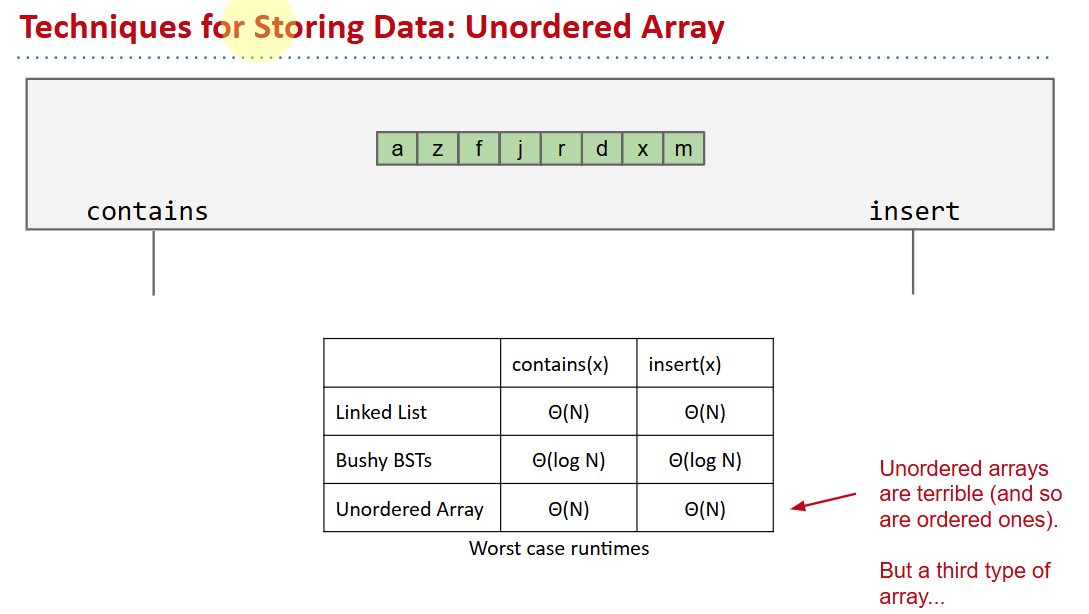 Techniques for Storing Data: Unordered Array
a z f j r d x m
contains insert
contains(x) insert(x)
Linked List Θ(N) Θ(N)
Bushy BSTs Θ(log N) Θ(log N)
Unordered Array Θ(N) Θ(N)
Worst case runtimes
Unordered arrays
are terrible (and so
are ordered ones).
But a third type of
array...